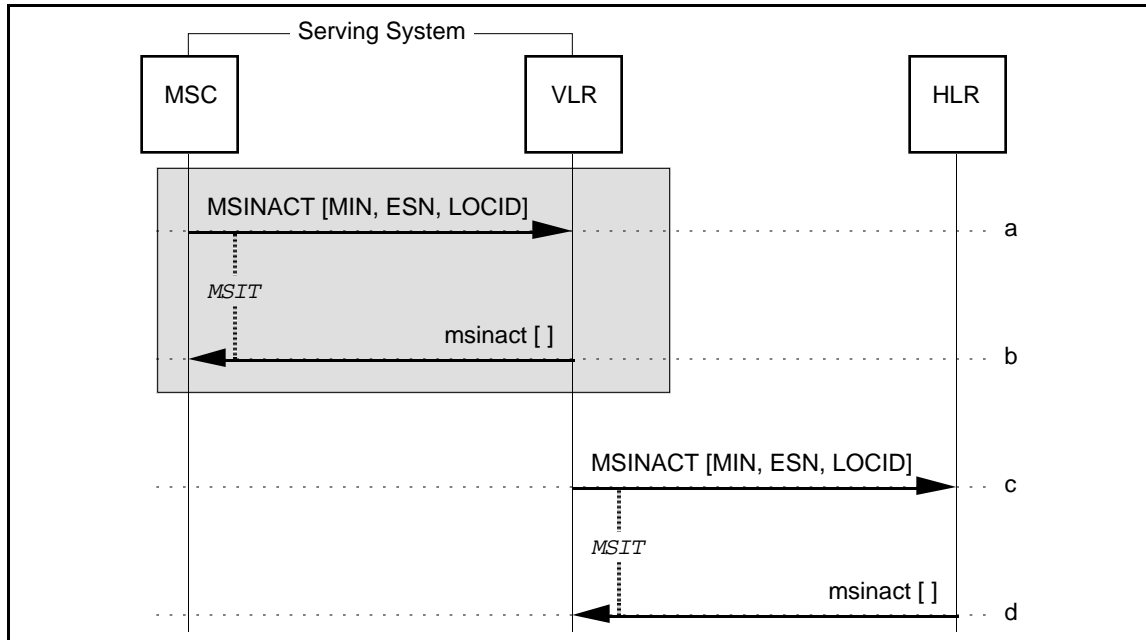 Serving System
MSC
VLR
HLR
MSINACT [MIN, ESN, LOCID]
a
MSIT
msinact [ ]
b
MSINACT [MIN, ESN, LOCID]
c
MSIT
msinact [ ]
d